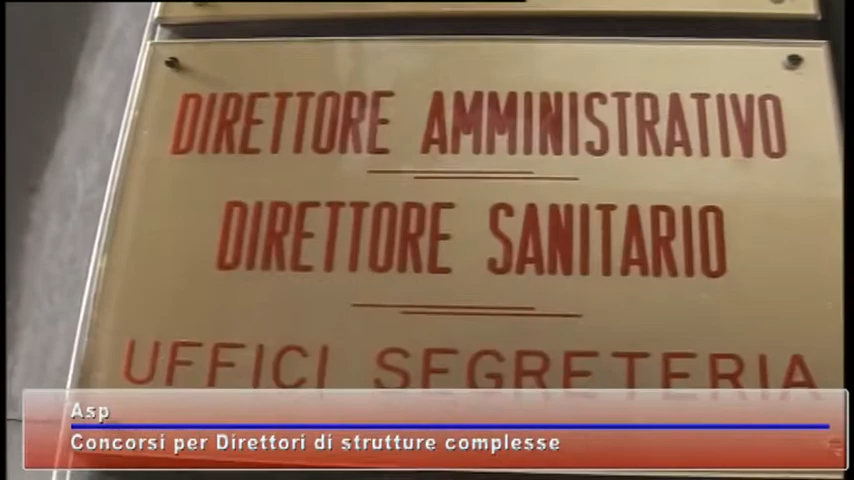 DIRETTORE AMMINISTRATIVO
DIRETTORE SANITARIO
UFFICI SEGRETERIA
Asp
Concorsi per Direttori di strutture complesse